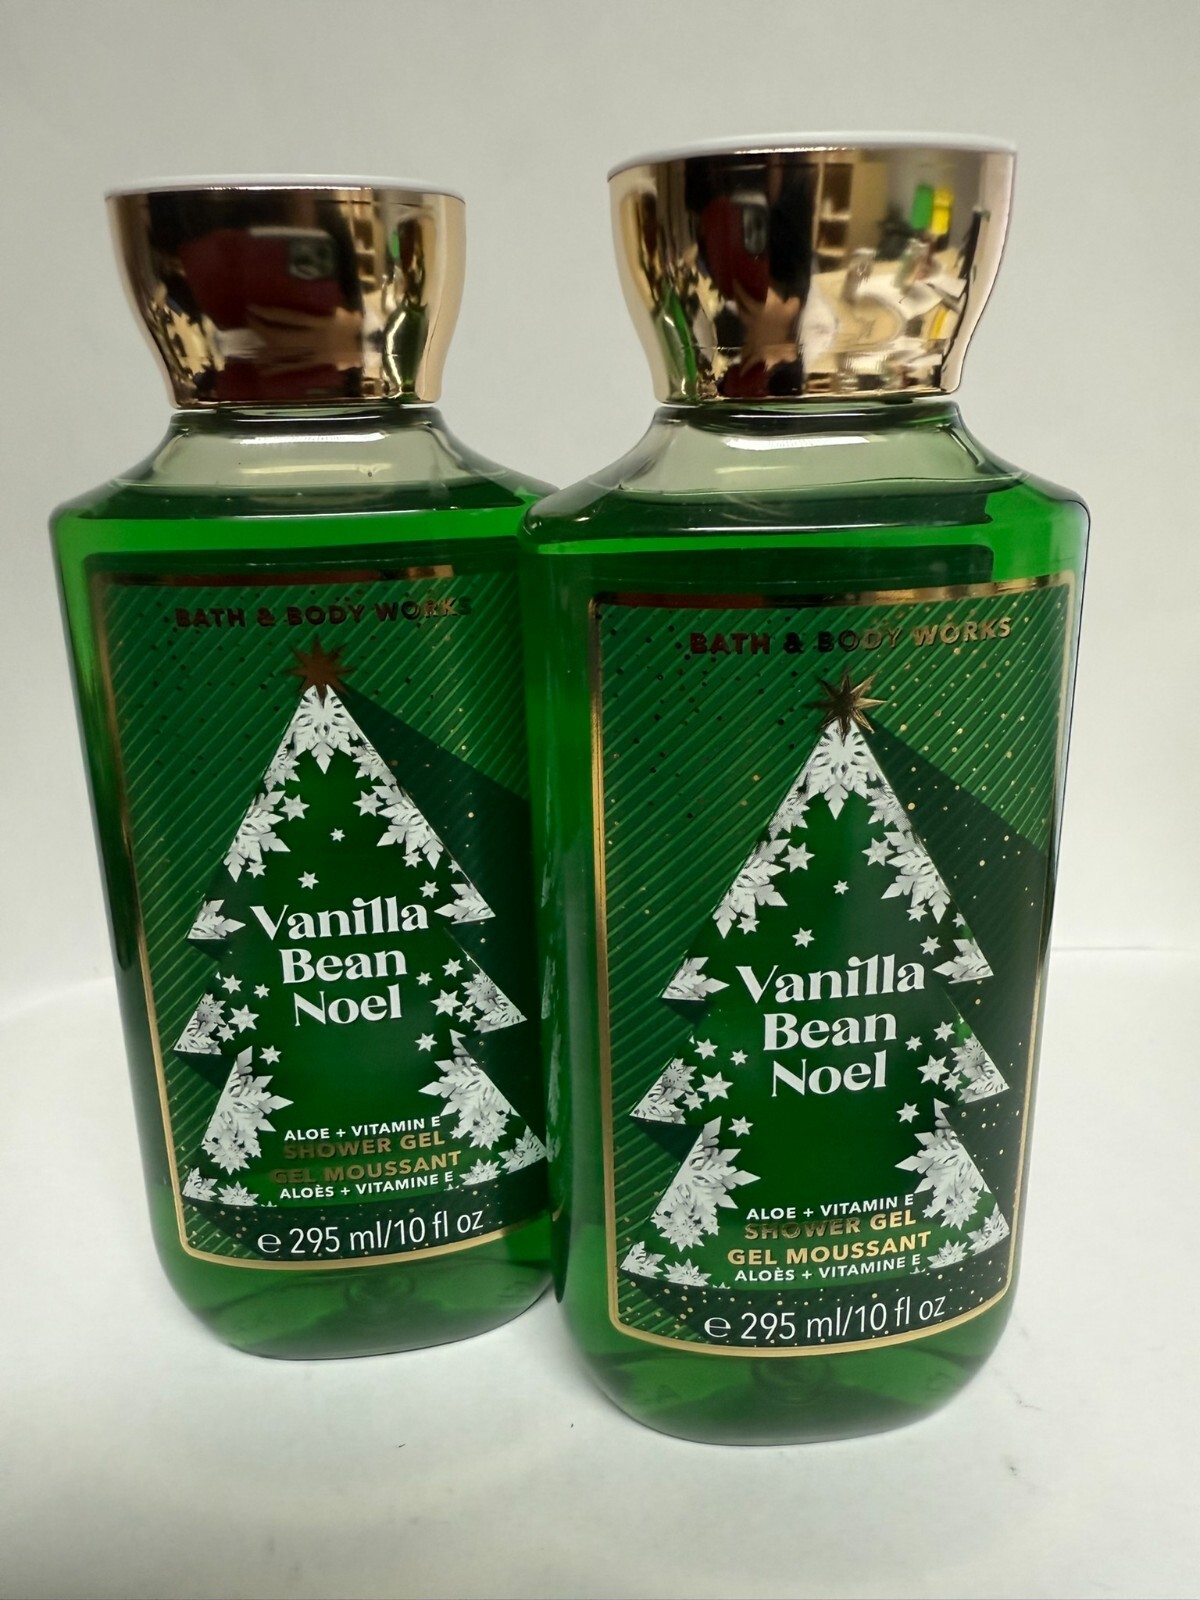 BATH & BODY WORKS
Vanilla
Bean
Noel
ALOE + VITAMIN E
SHOWER GEL
GEL MOUSSANT
ALOÈS + VITAMINE E
℮ 295 ml/10 fl oz
BATH & BODY WORKS
Vanilla
Bean
Noel
ALOE + VITAMIN E
SHOWER GEL
GEL MOUSSANT
ALOÈS + VITAMINE E
℮ 295 ml/10 fl oz